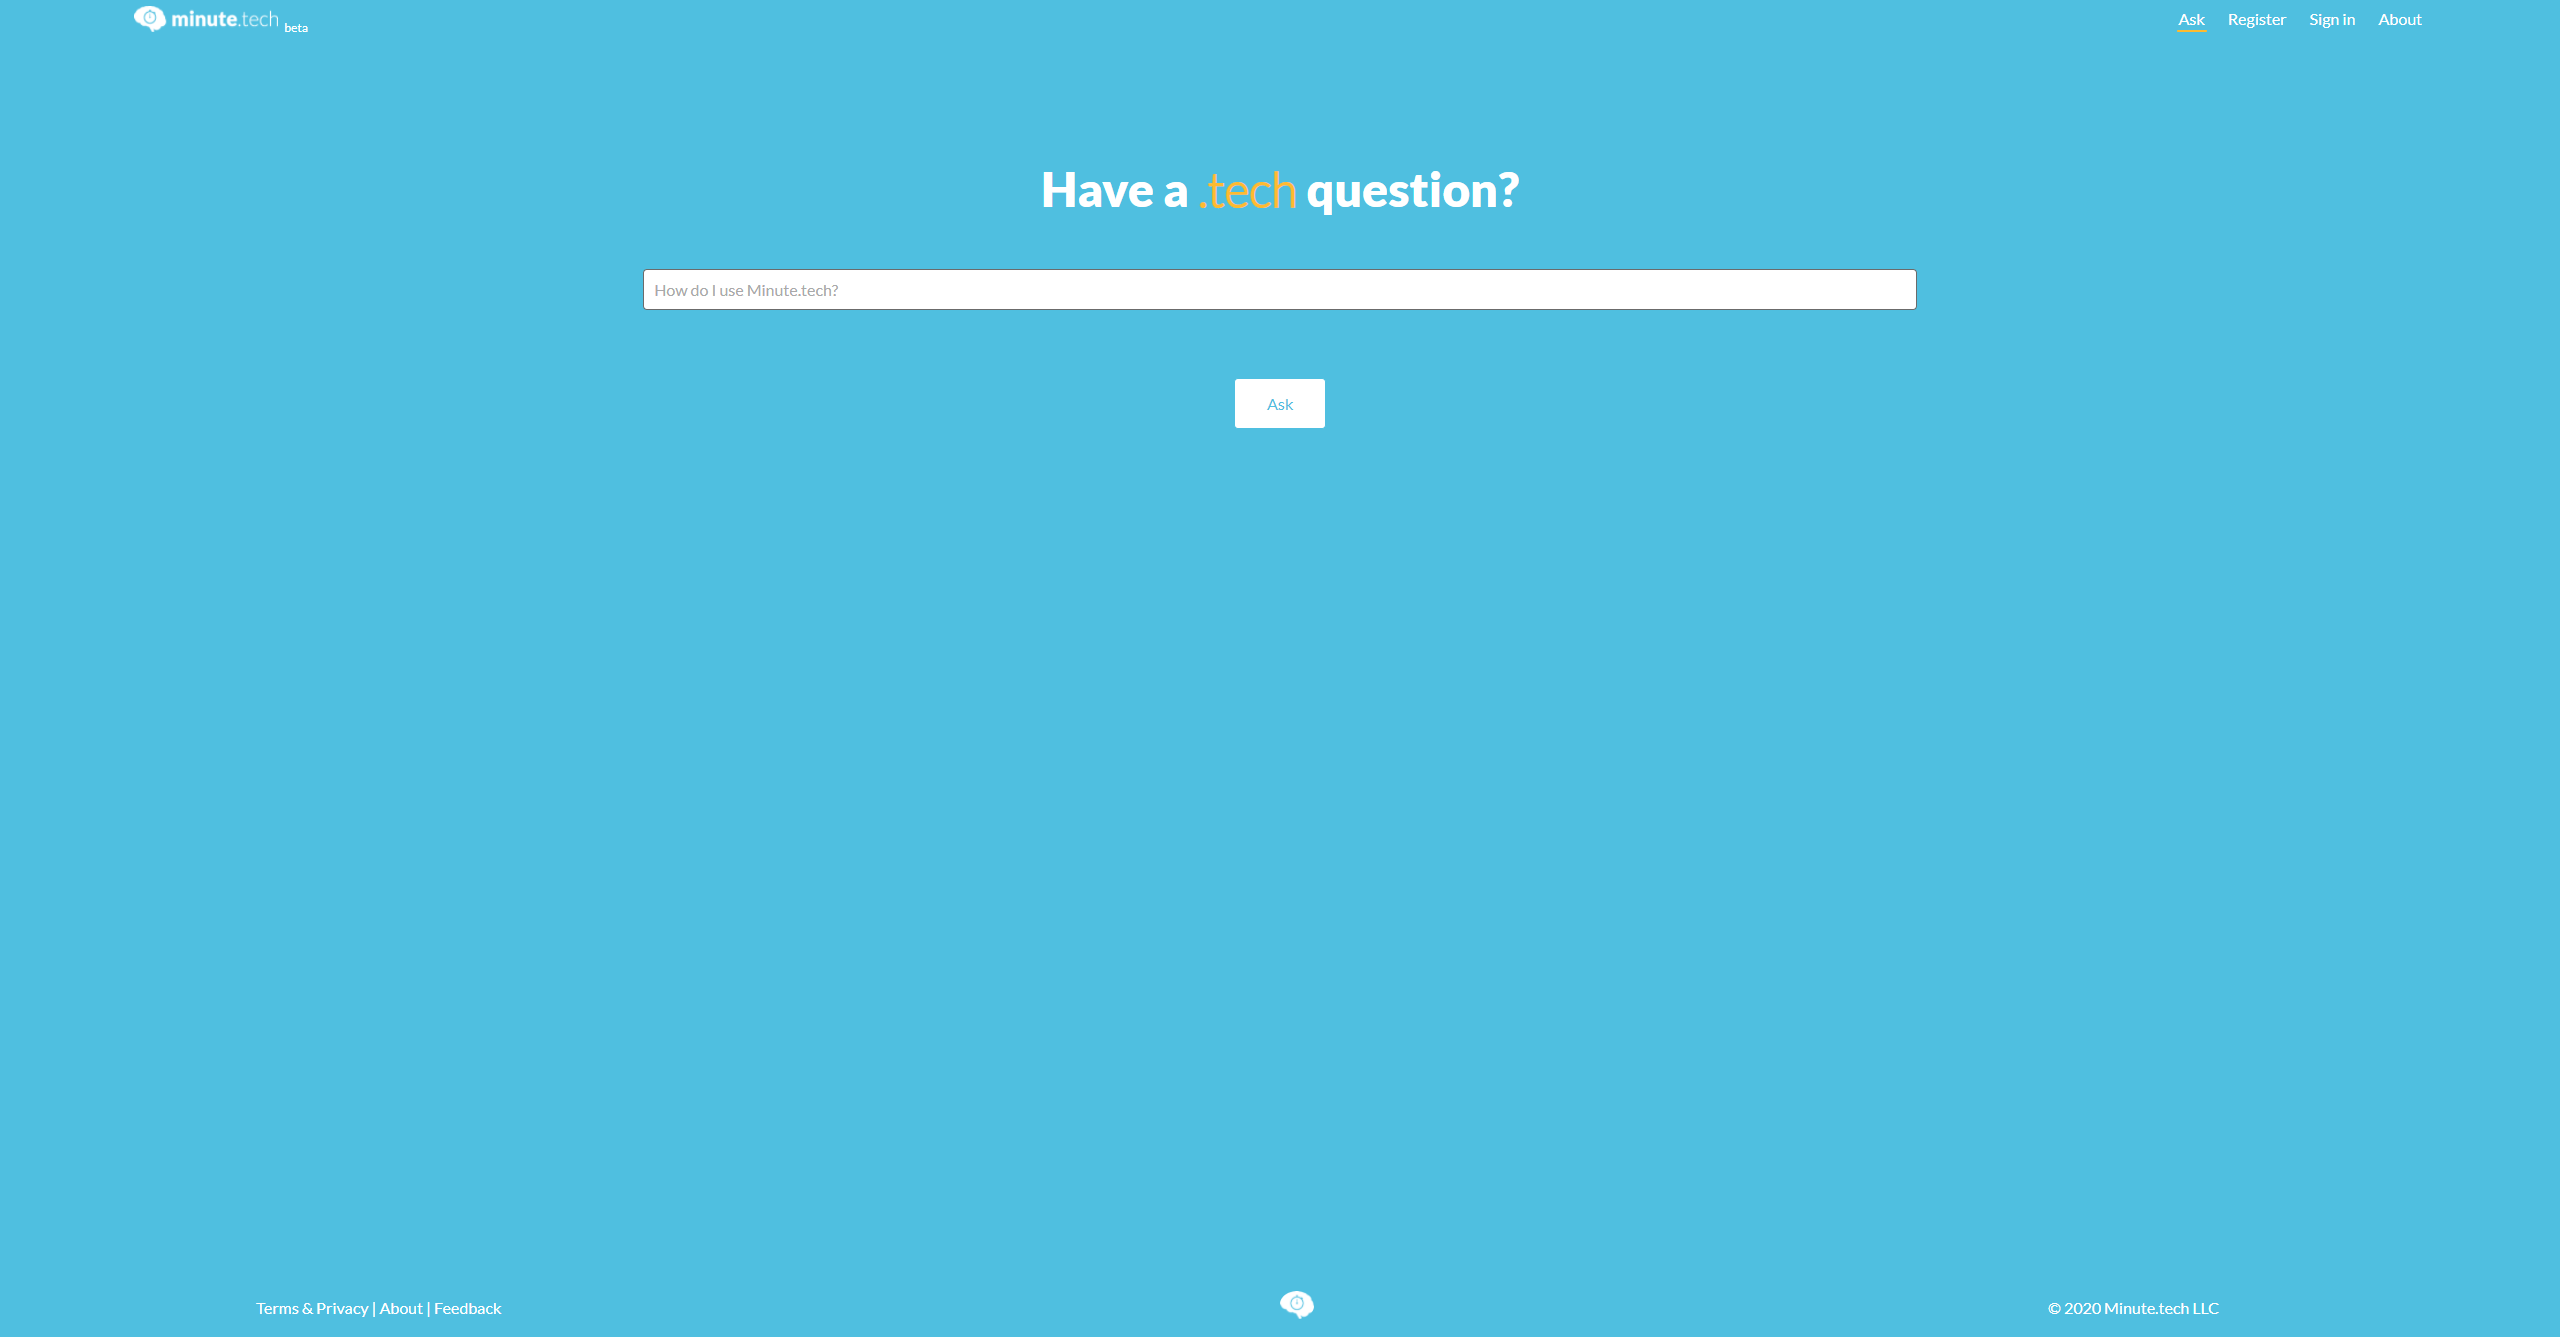 minute.tech beta
Ask Register Sign in About
Have a .tech question?
How do I use Minute.tech?
Ask
Terms & Privacy | About | Feedback
© 2020 Minute.tech LLC